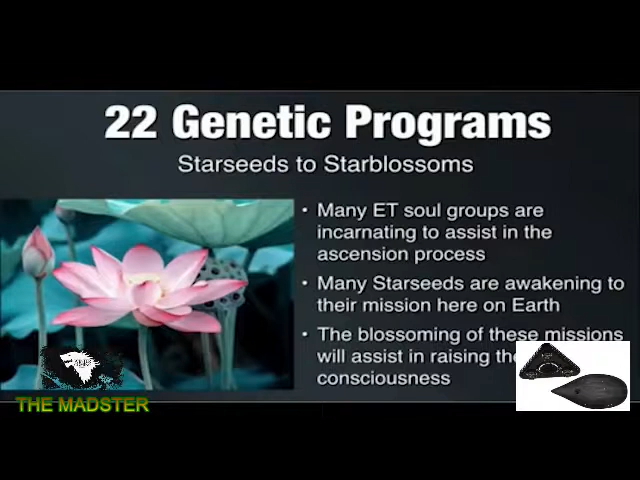 22 Genetic Programs
Starseeds to Starblossoms
• Many ET soul groups are
incarnating to assist in the
ascension process
• Many Starseeds are awakening to
their mission here on Earth
• The blossoming of these missions
will assist in raising the
consciousness
THE MADSTER